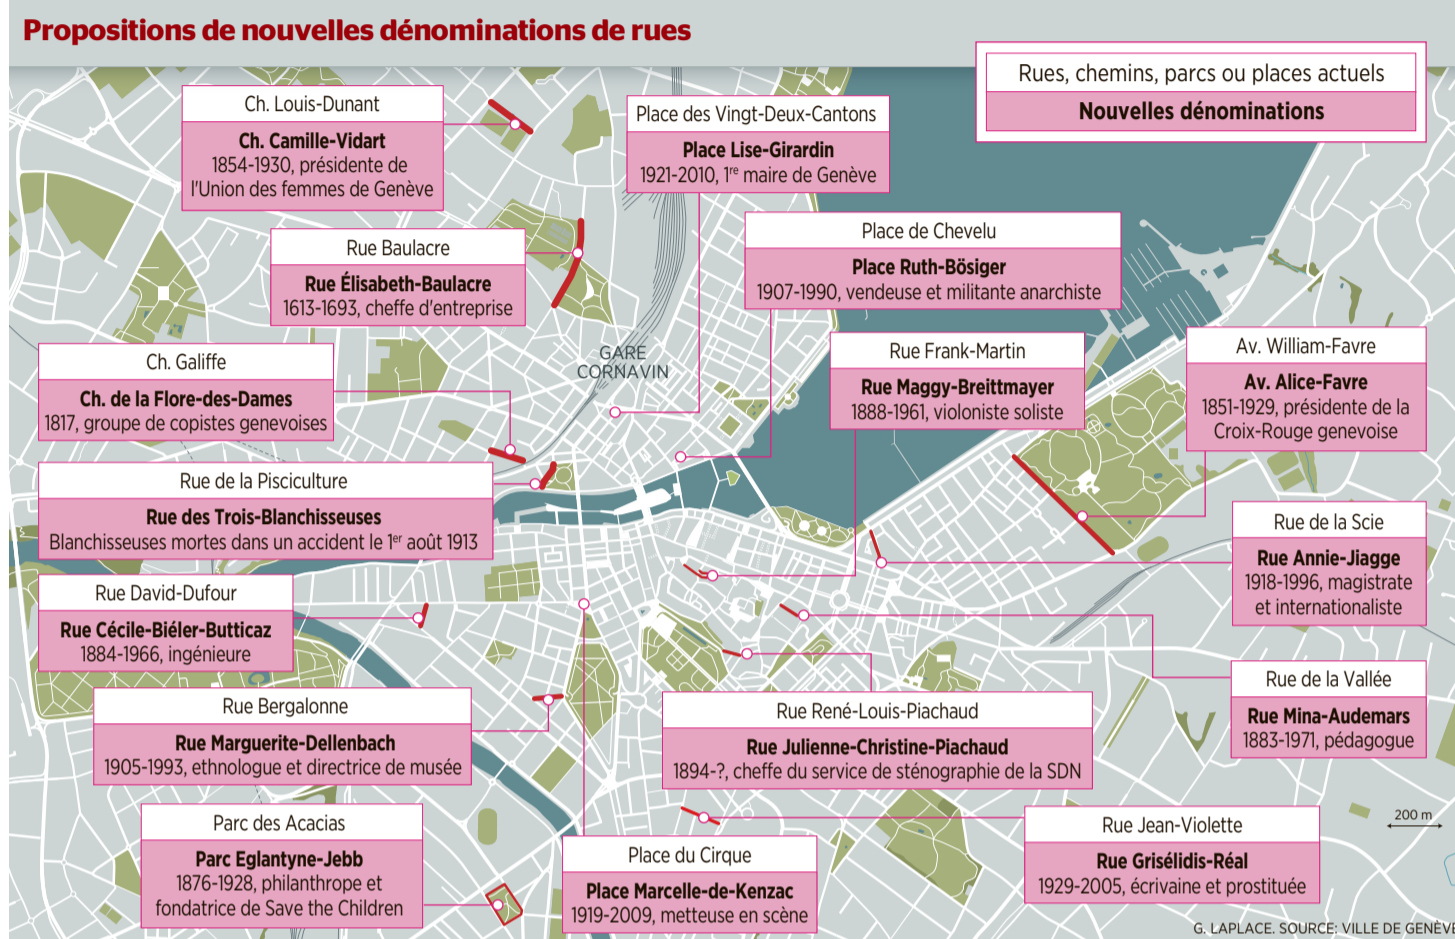 Propositions de nouvelles dénominations de rues
Rues, chemins, parcs ou places actuels
Nouvelles dénominations
Ch. Louis-Dunant
Ch. Camille-Vidart
1854-1930, présidente de
l'Union des femmes de Genève
Place des Vingt-Deux-Cantons
Place Lise-Girardin
1921-2010, 1re maire de Genève
Rue Baulacre
Rue Élisabeth-Baulacre
1613-1693, cheffe d'entreprise
Place de Chevelu
Place Ruth-Bösiger
1907-1990, vendeuse et militante anarchiste
GARE
CORNAVIN
Ch. Galiffe
Ch. de la Flore-des-Dames
1817, groupe de copistes genevoises
Rue Frank-Martin
Rue Maggy-Breittmayer
1888-1961, violoniste soliste
Av. William-Favre
Av. Alice-Favre
1851-1929, présidente de la
Croix-Rouge genevoise
Rue de la Pisciculture
Rue des Trois-Blanchisseuses
Blanchisseuses mortes dans un accident le 1er août 1913
Rue de la Scie
Rue Annie-Jiagge
1918-1996, magistrate
et internationaliste
Rue David-Dufour
Rue Cécile-Biéler-Butticaz
1884-1966, ingénieure
Rue de la Vallée
Rue Mina-Audemars
1883-1971, pédagogue
Rue Bergalonne
Rue Marguerite-Dellenbach
1905-1993, ethnologue et directrice de musée
Rue René-Louis-Piachaud
Rue Julienne-Christine-Piachaud
1894-?, cheffe du service de sténographie de la SDN
Parc des Acacias
Parc Eglantyne-Jebb
1876-1928, philanthrope et
fondatrice de Save the Children
Place du Cirque
Place Marcelle-de-Kenzac
1919-2009, metteuse en scène
Rue Jean-Violette
Rue Grisélidis-Réal
1929-2005, écrivaine et prostituée
200 m
G. LAPLACE. SOURCE: VILLE DE GENÈVE